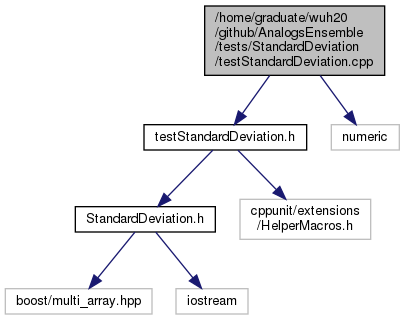 /home/graduate/wuh20
/github/AnalogsEnsemble
/tests/StandardDeviation
/testStandardDeviation.cpp
testStandardDeviation.h
numeric
StandardDeviation.h
cppunit/extensions
/HelperMacros.h
boost/multi_array.hpp
iostream